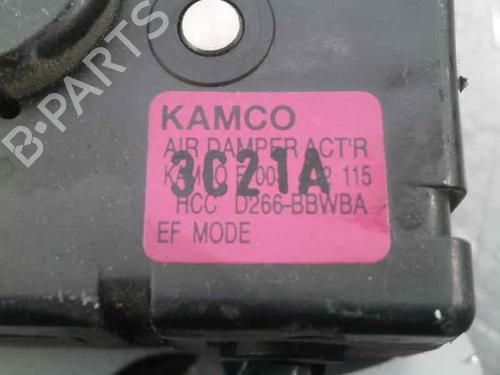 B-PARTS
KAMCO
AIR DAMPER ACT'R
3C21A
115
HCC D266-BBWBA
EF MODE